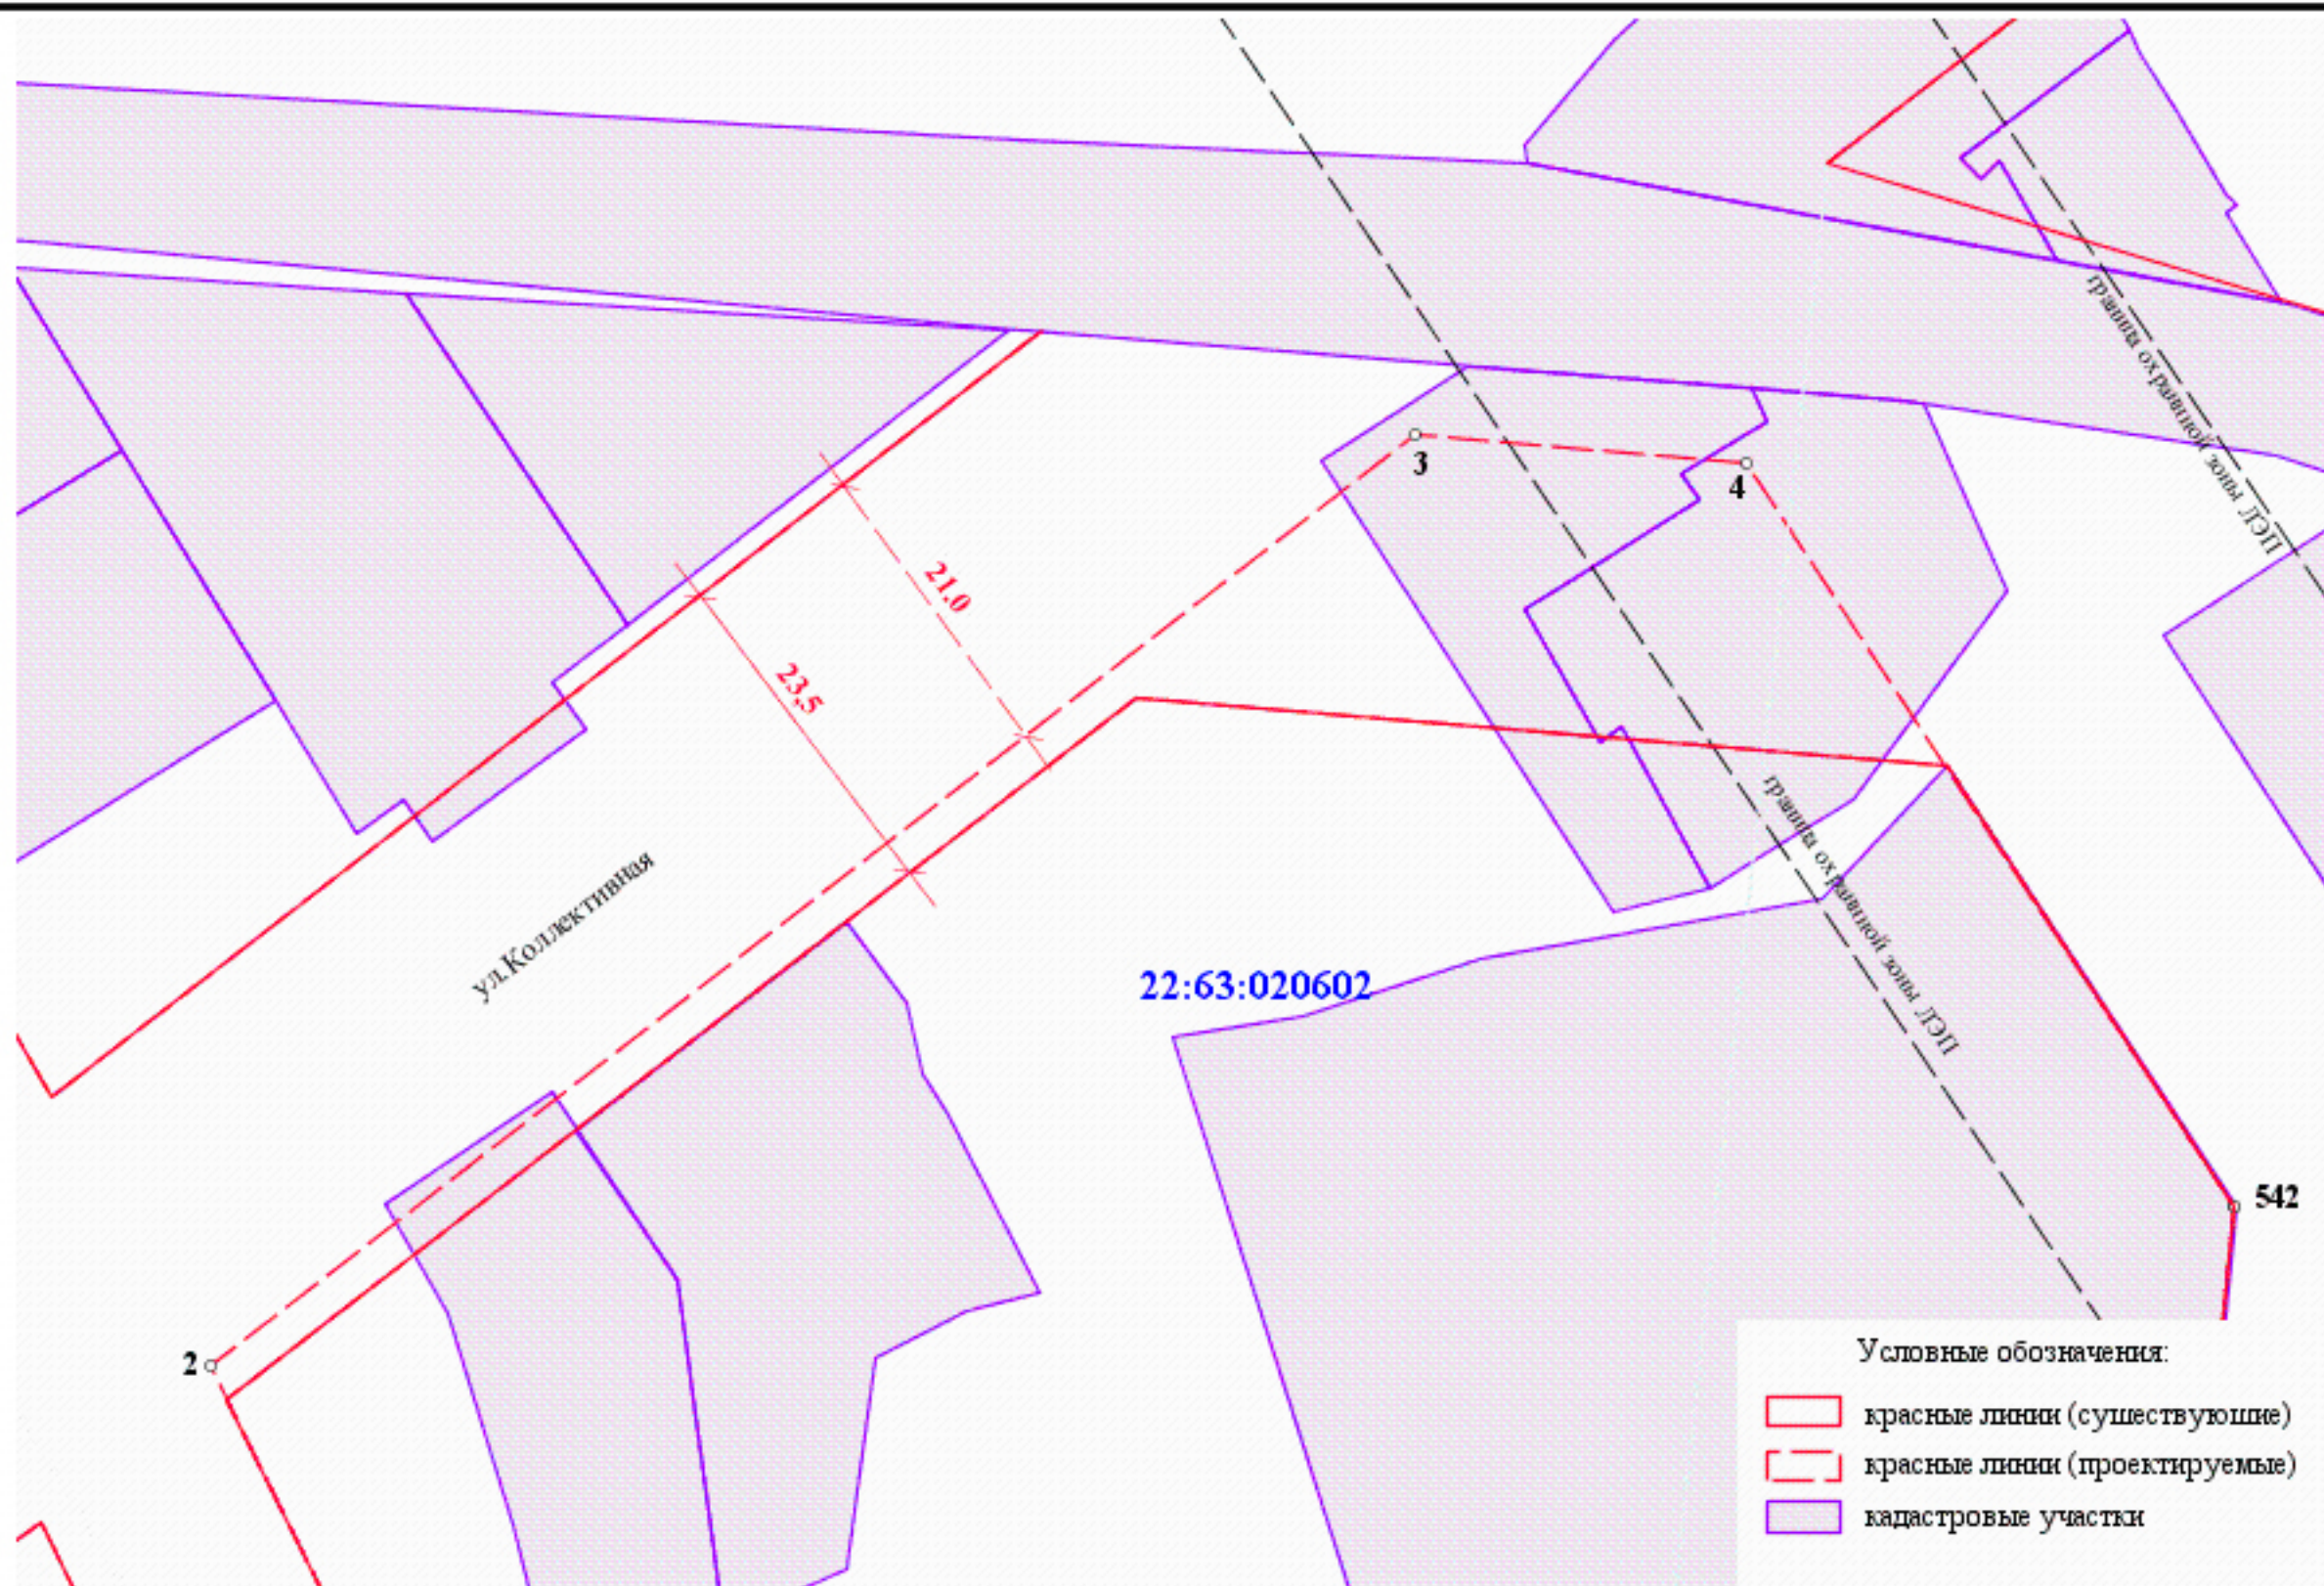 граница охранной зоны ЛЭП
3
4
21.0
23,5
граница охранной зоны ЛЭП
ул.Коллективная
22:63:020602
542
2
Условные обозначения:
красные линии (существующие)
красные линии (проектируемые)
кадастровые участки